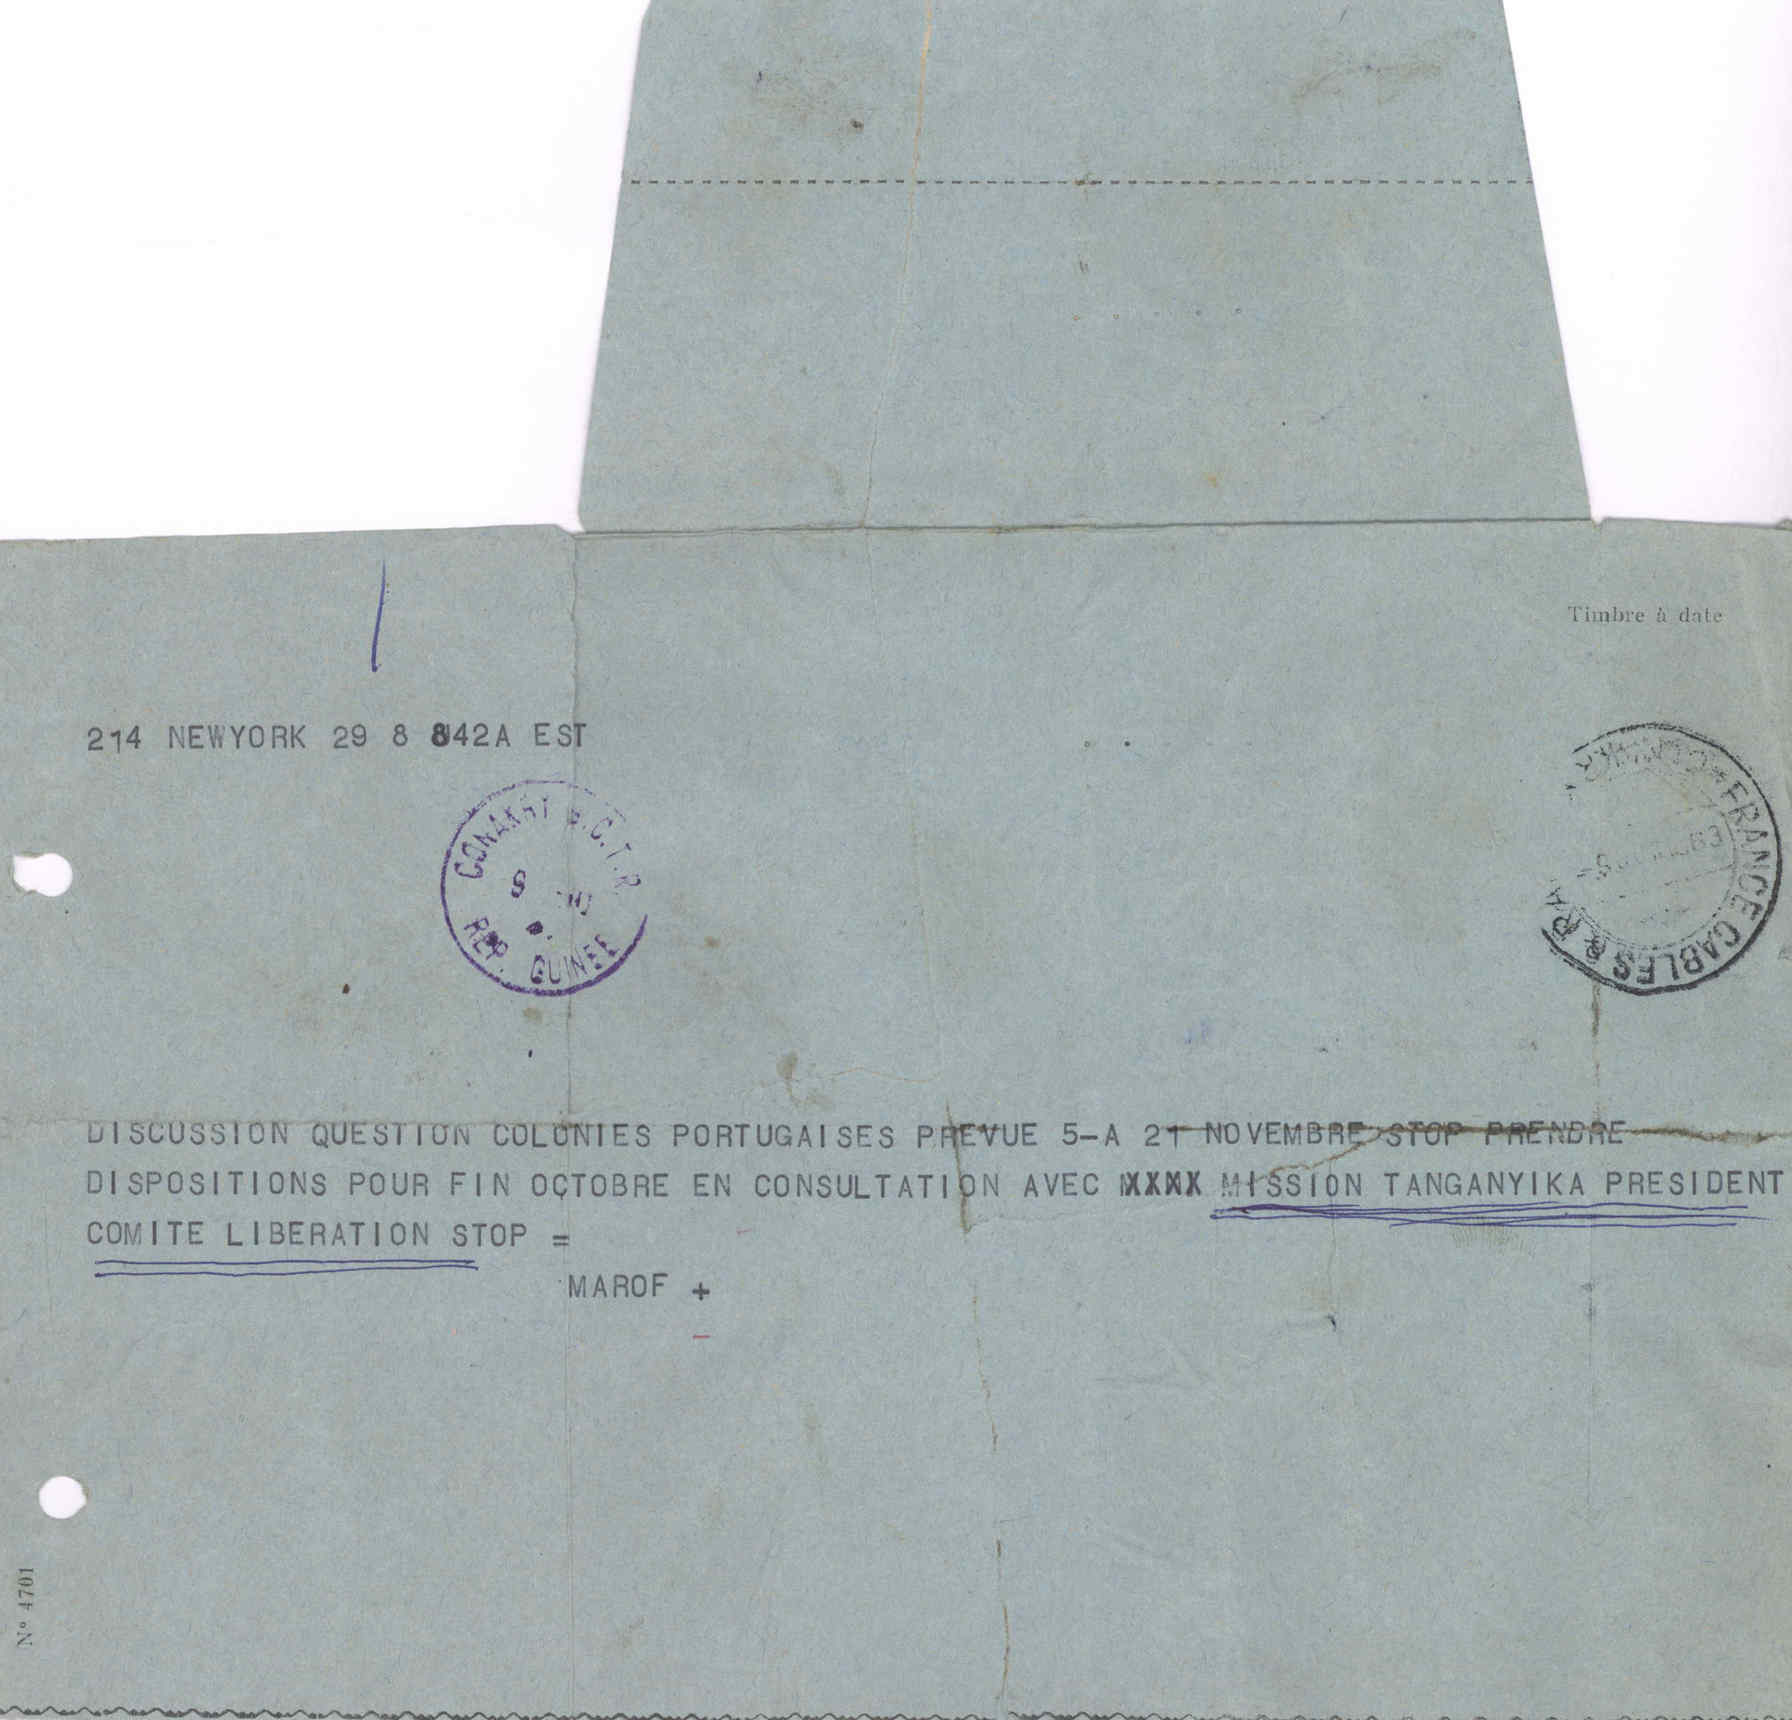 Timbre à date
214 NEWYORK 29 8 842A EST
CONAKRY
REP. GUINEE
FRANCE CABLES & RA
DISCUSSION QUESTION COLONIES PORTUGAISES PREVUE 5-A 21 NOVEMBRE STOP PRENDRE
DISPOSITIONS POUR FIN OCTOBRE EN CONSULTATION AVEC XXXX MISSION TANGANYIKA PRESIDENT
COMITE LIBERATION STOP =
MAROF +
N° 4701